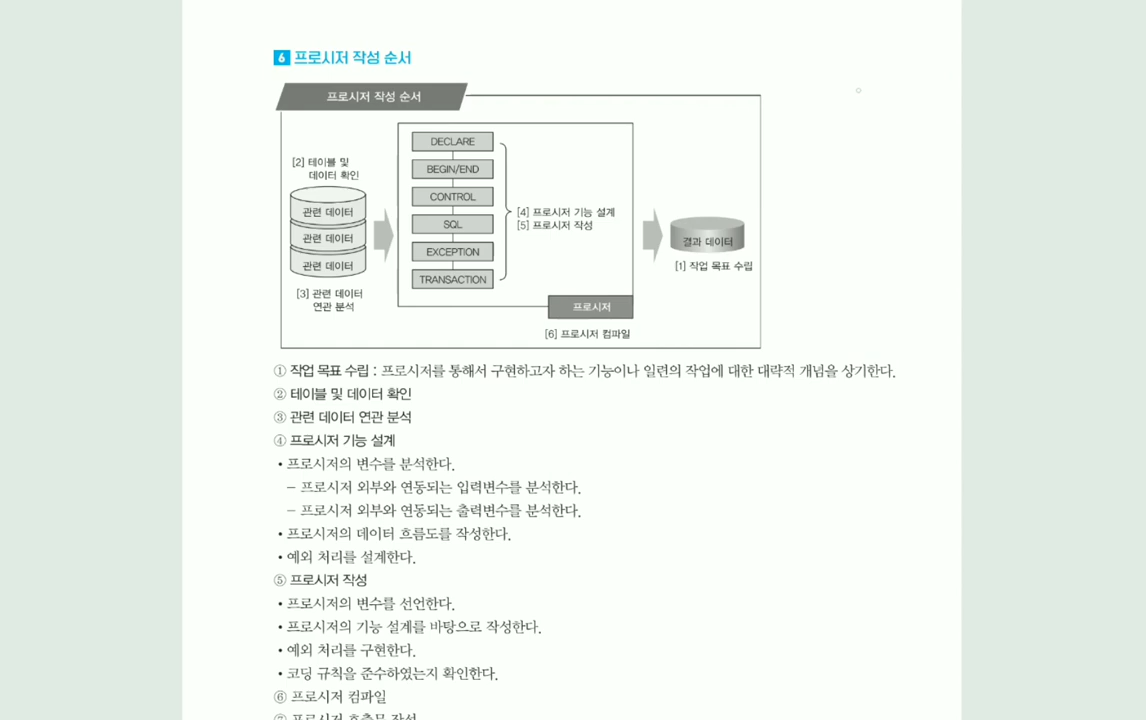 6 프로시저 작성 순서
프로시저 작성 순서
[2] 테이블 및
데이터 확인
관련 데이터
관련 데이터
관련 데이터
[3] 관련 데이터
연관 분석
DECLARE
BEGIN/END
CONTROL
SQL
EXCEPTION
TRANSACTION
[4] 프로시저 기능 설계
[5] 프로시저 작성
프로시저
[6] 프로시저 컴파일
결과 데이터
[1] 작업 목표 수립
① 작업 목표 수립 : 프로시저를 통해서 구현하고자 하는 기능이나 일련의 작업에 대한 대략적 개념을 상기한다.
② 테이블 및 데이터 확인
③ 관련 데이터 연관 분석
④ 프로시저 기능 설계
• 프로시저의 변수를 분석한다.
– 프로시저 외부와 연동되는 입력변수를 분석한다.
– 프로시저 외부와 연동되는 출력변수를 분석한다.
• 프로시저의 데이터 흐름도를 작성한다.
• 예외 처리를 설계한다.
⑤ 프로시저 작성
• 프로시저의 변수를 선언한다.
• 프로시저의 기능 설계를 바탕으로 작성한다.
• 예외 처리를 구현한다.
• 코딩 규칙을 준수하였는지 확인한다.
⑥ 프로시저 컴파일
⑦ 프로시저 호출문 작성